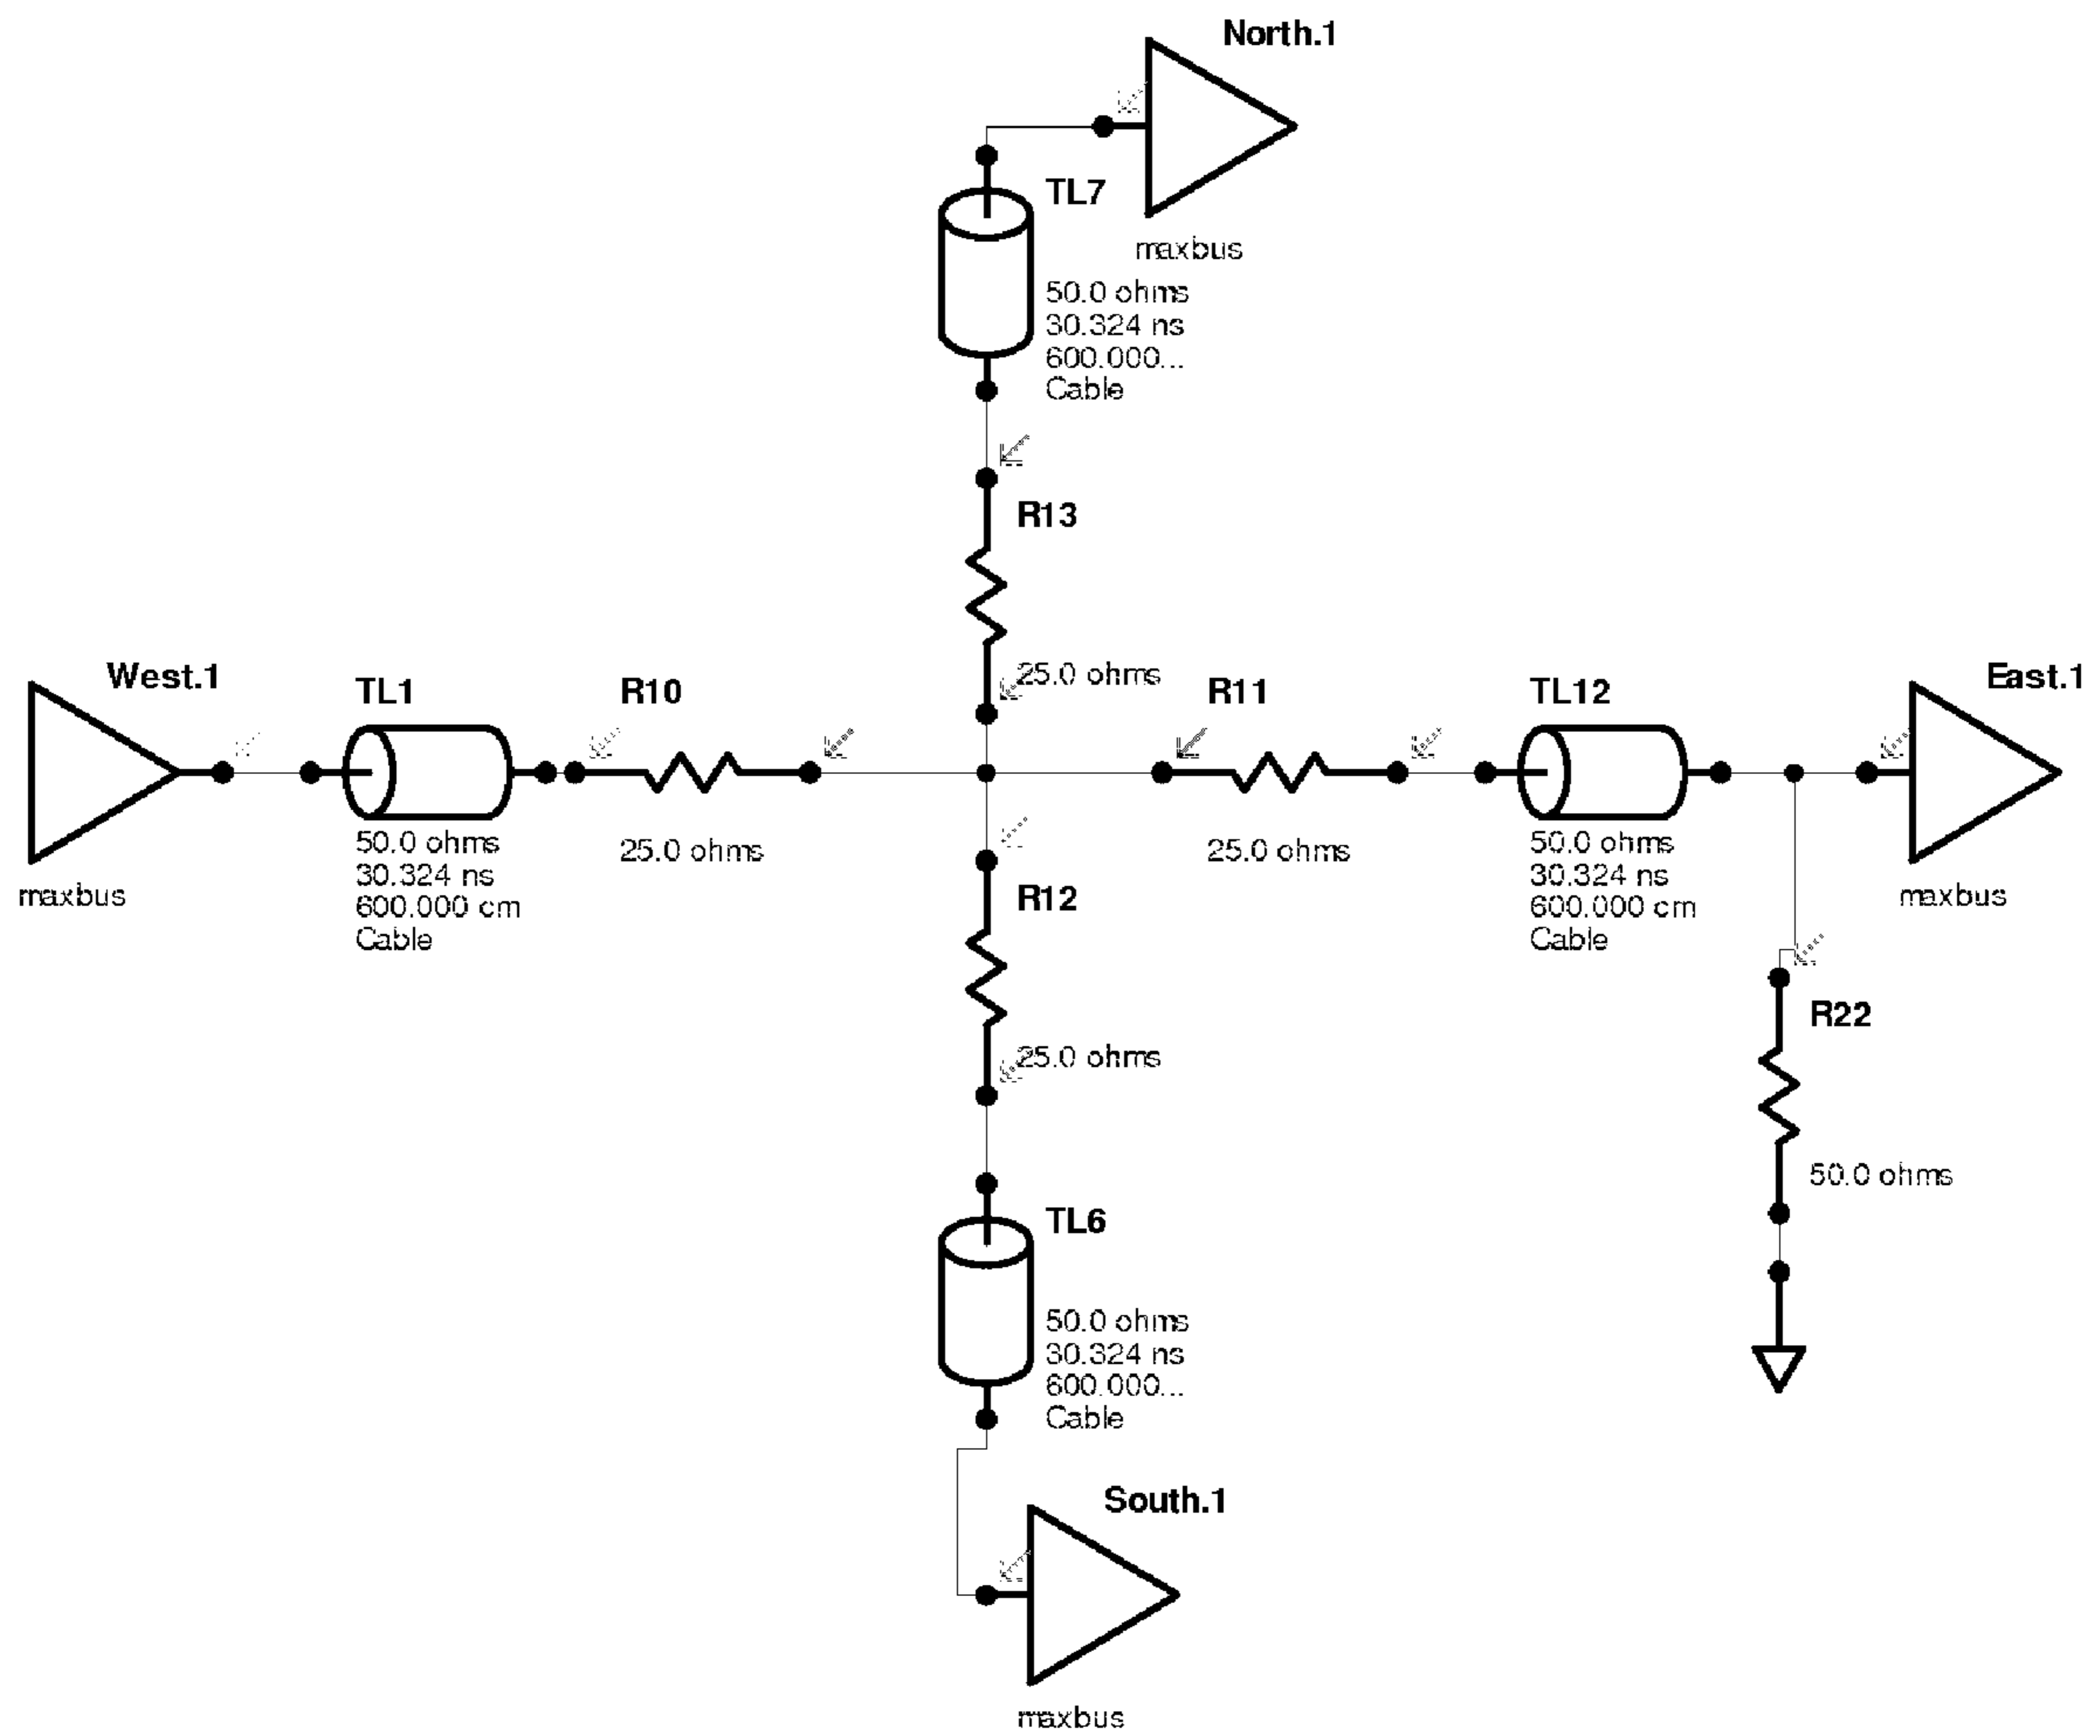 North.1
maxbus
TL7
50.0 ohms
30.324 ns
600.000...
Cable
R13
25.0 ohms
West.1
maxbus
TL1
50.0 ohms
30.324 ns
600.000 cm
Cable
R10
25.0 ohms
R11
25.0 ohms
TL12
50.0 ohms
30.324 ns
600.000 cm
Cable
East.1
maxbus
R12
25.0 ohms
R22
50.0 ohms
TL6
50.0 ohms
30.324 ns
600.000...
Cable
South.1
maxbus